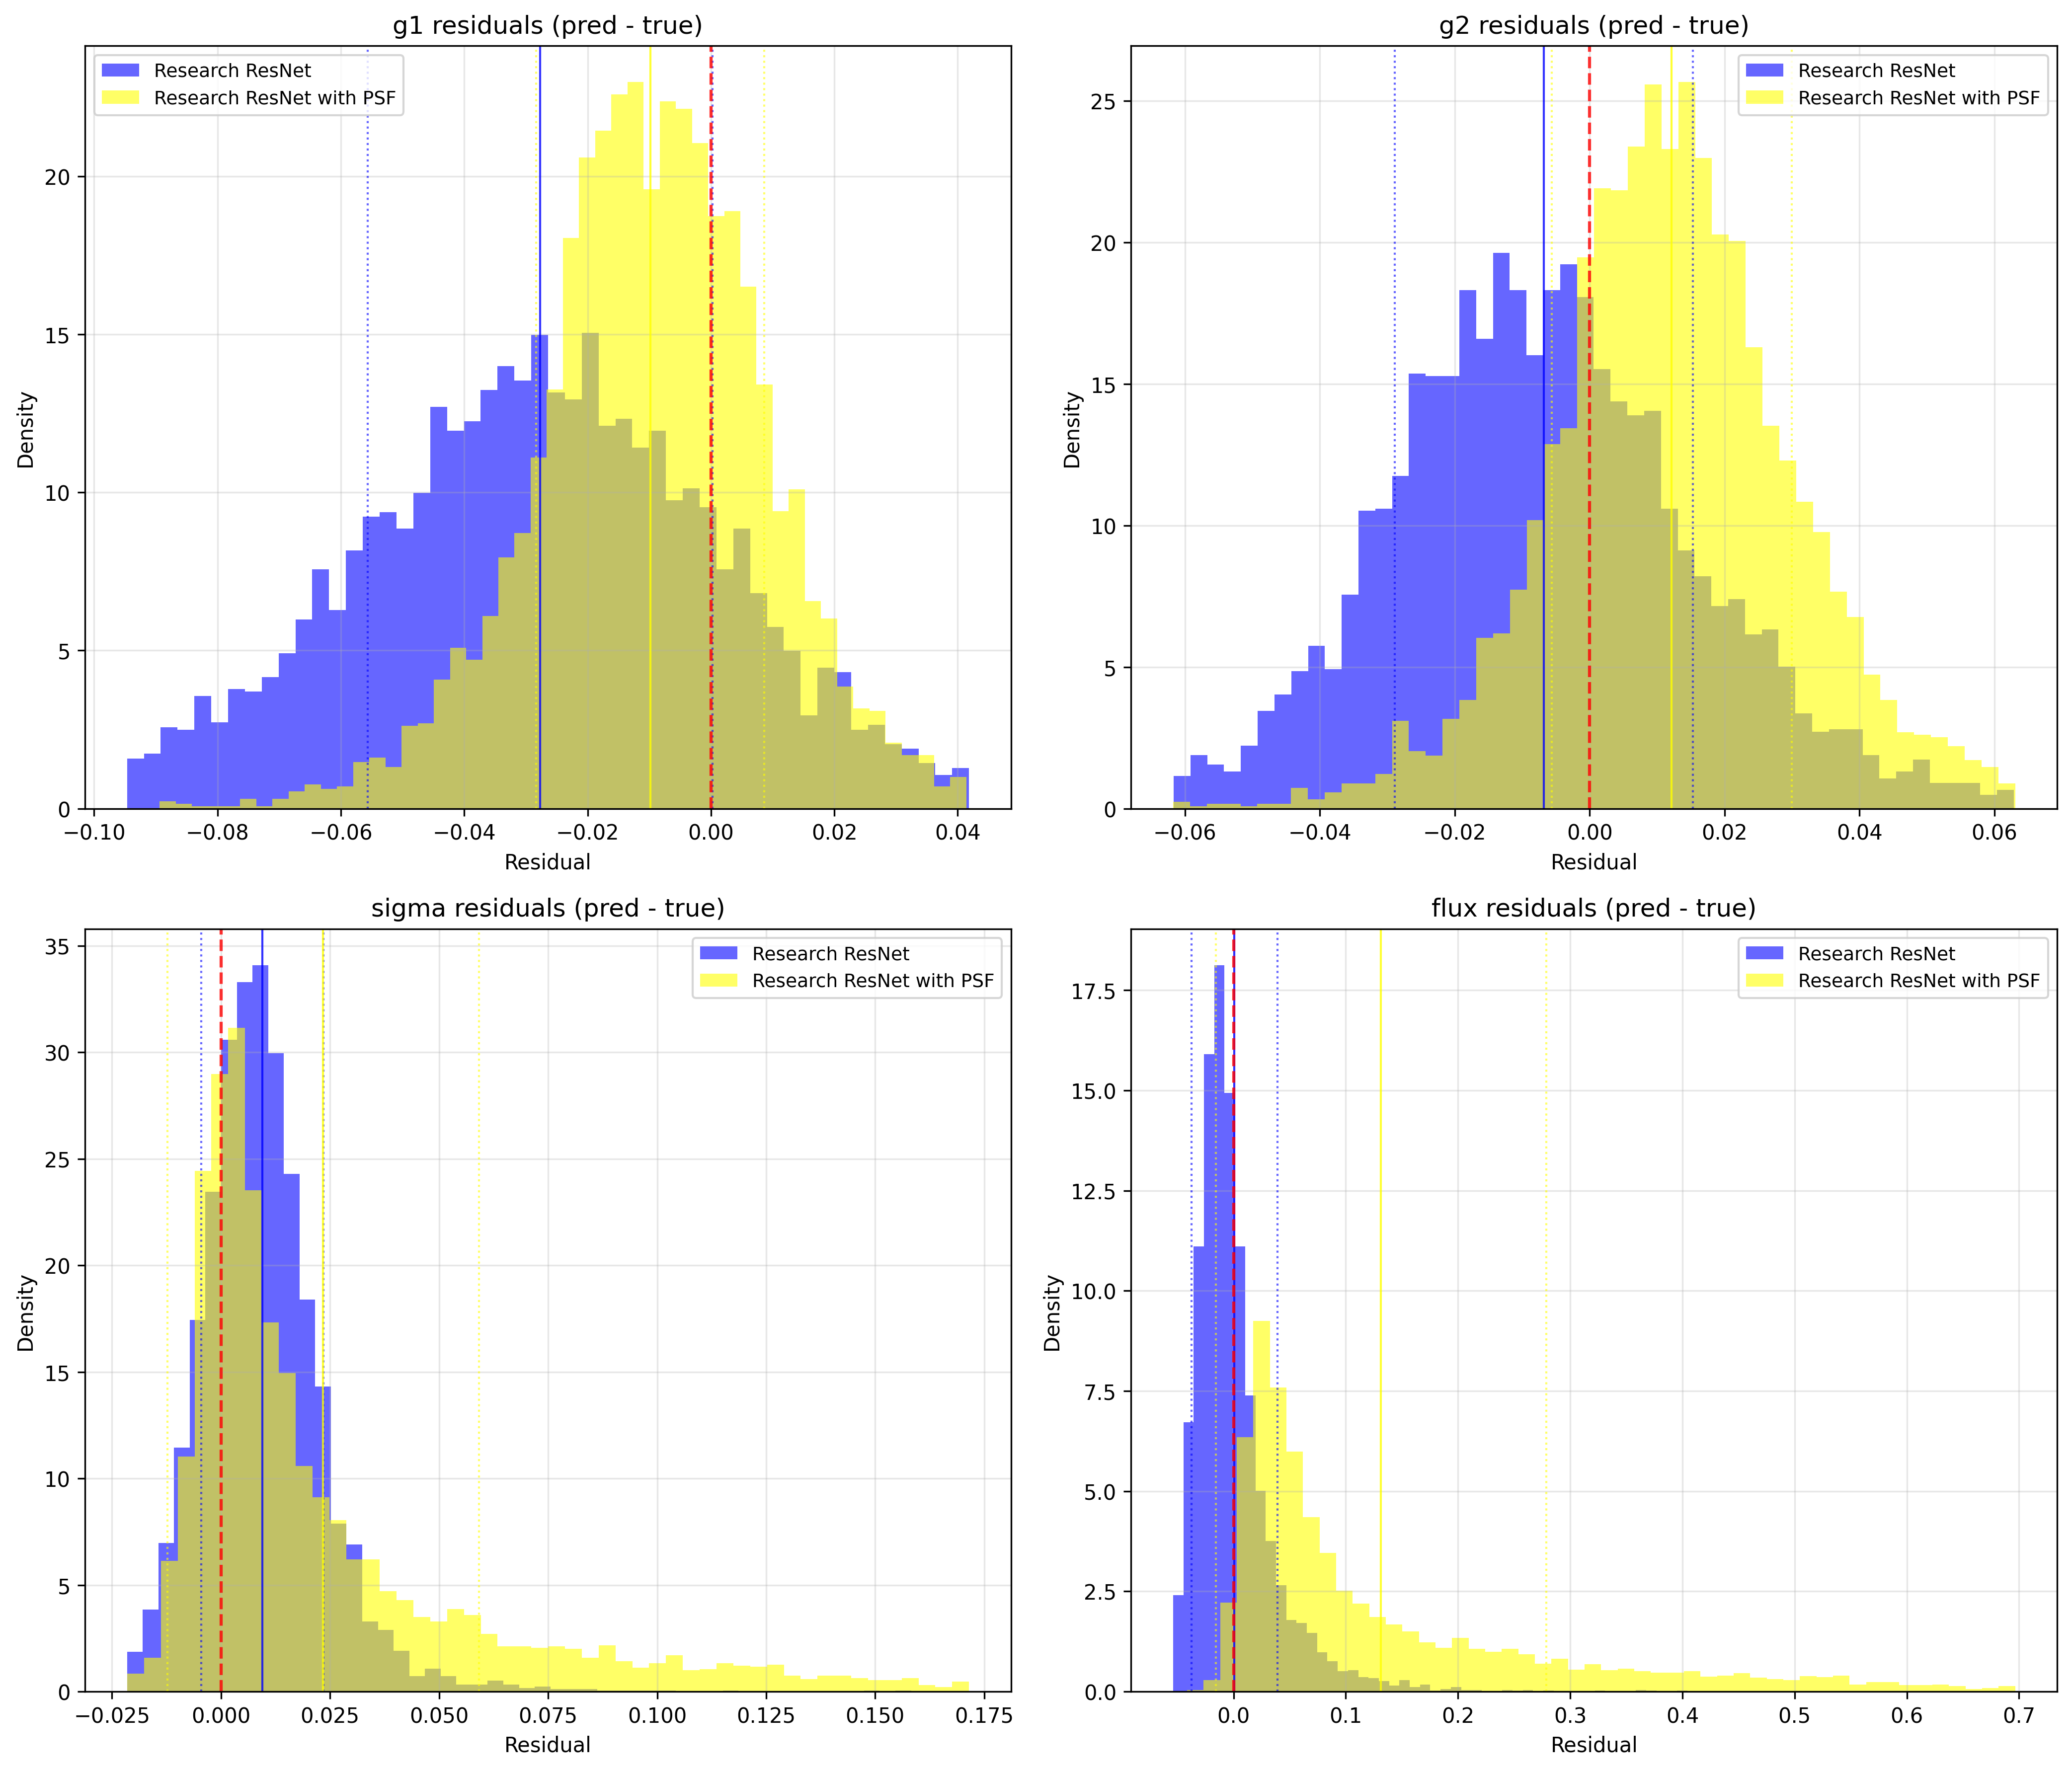 g1 residuals (pred - true)
Research ResNet
Research ResNet with PSF
Density
20
15
10
5
0
−0.10 −0.08 −0.06 −0.04 −0.02 0.00 0.02 0.04
Residual
g2 residuals (pred - true)
Research ResNet
Research ResNet with PSF
Density
25
20
15
10
5
0
−0.06 −0.04 −0.02 0.00 0.02 0.04 0.06
Residual
sigma residuals (pred - true)
Research ResNet
Research ResNet with PSF
Density
35
30
25
20
15
10
5
0
−0.025 0.000 0.025 0.050 0.075 0.100 0.125 0.150 0.175
Residual
flux residuals (pred - true)
Research ResNet
Research ResNet with PSF
Density
17.5
15.0
12.5
10.0
7.5
5.0
2.5
0.0
0.0 0.1 0.2 0.3 0.4 0.5 0.6 0.7
Residual